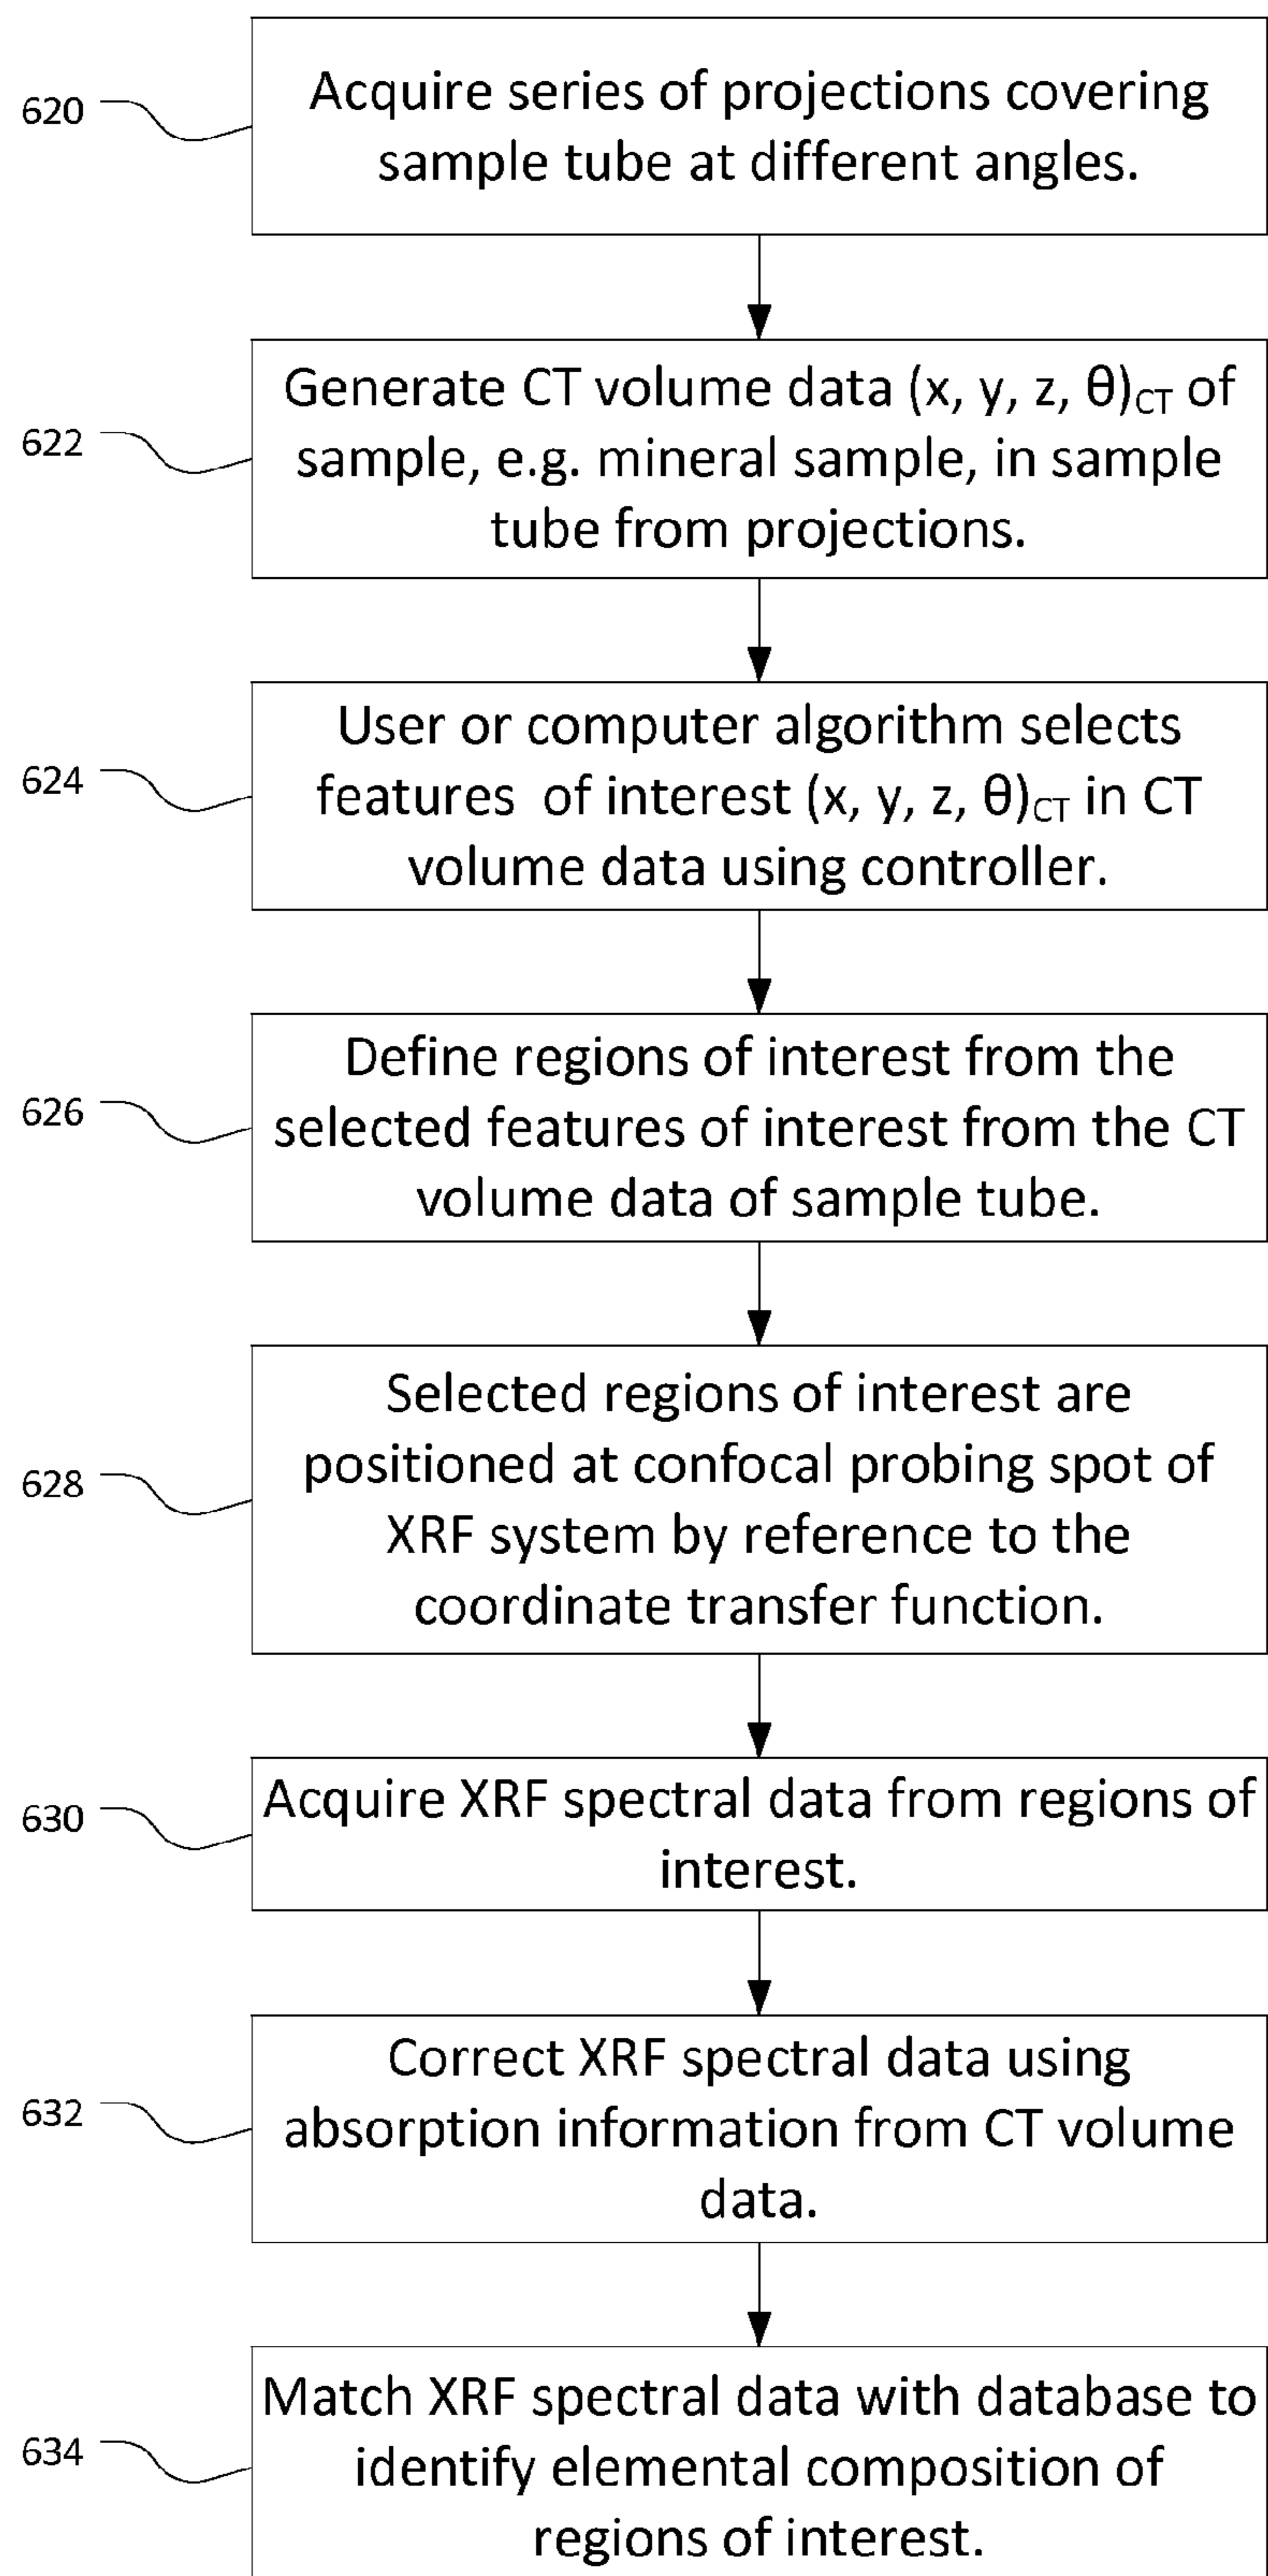 620
Acquire series of projections covering
sample tube at different angles.
622
Generate CT volume data (x, y, z, θ)CT of
sample, e.g. mineral sample, in sample
tube from projections.
624
User or computer algorithm selects
features of interest (x, y, z, θ)CT in CT
volume data using controller.
626
Define regions of interest from the
selected features of interest from the CT
volume data of sample tube.
628
Selected regions of interest are
positioned at confocal probing spot of
XRF system by reference to the
coordinate transfer function.
630
Acquire XRF spectral data from regions of
interest.
632
Correct XRF spectral data using
absorption information from CT volume
data.
634
Match XRF spectral data with database to
identify elemental composition of
regions of interest.